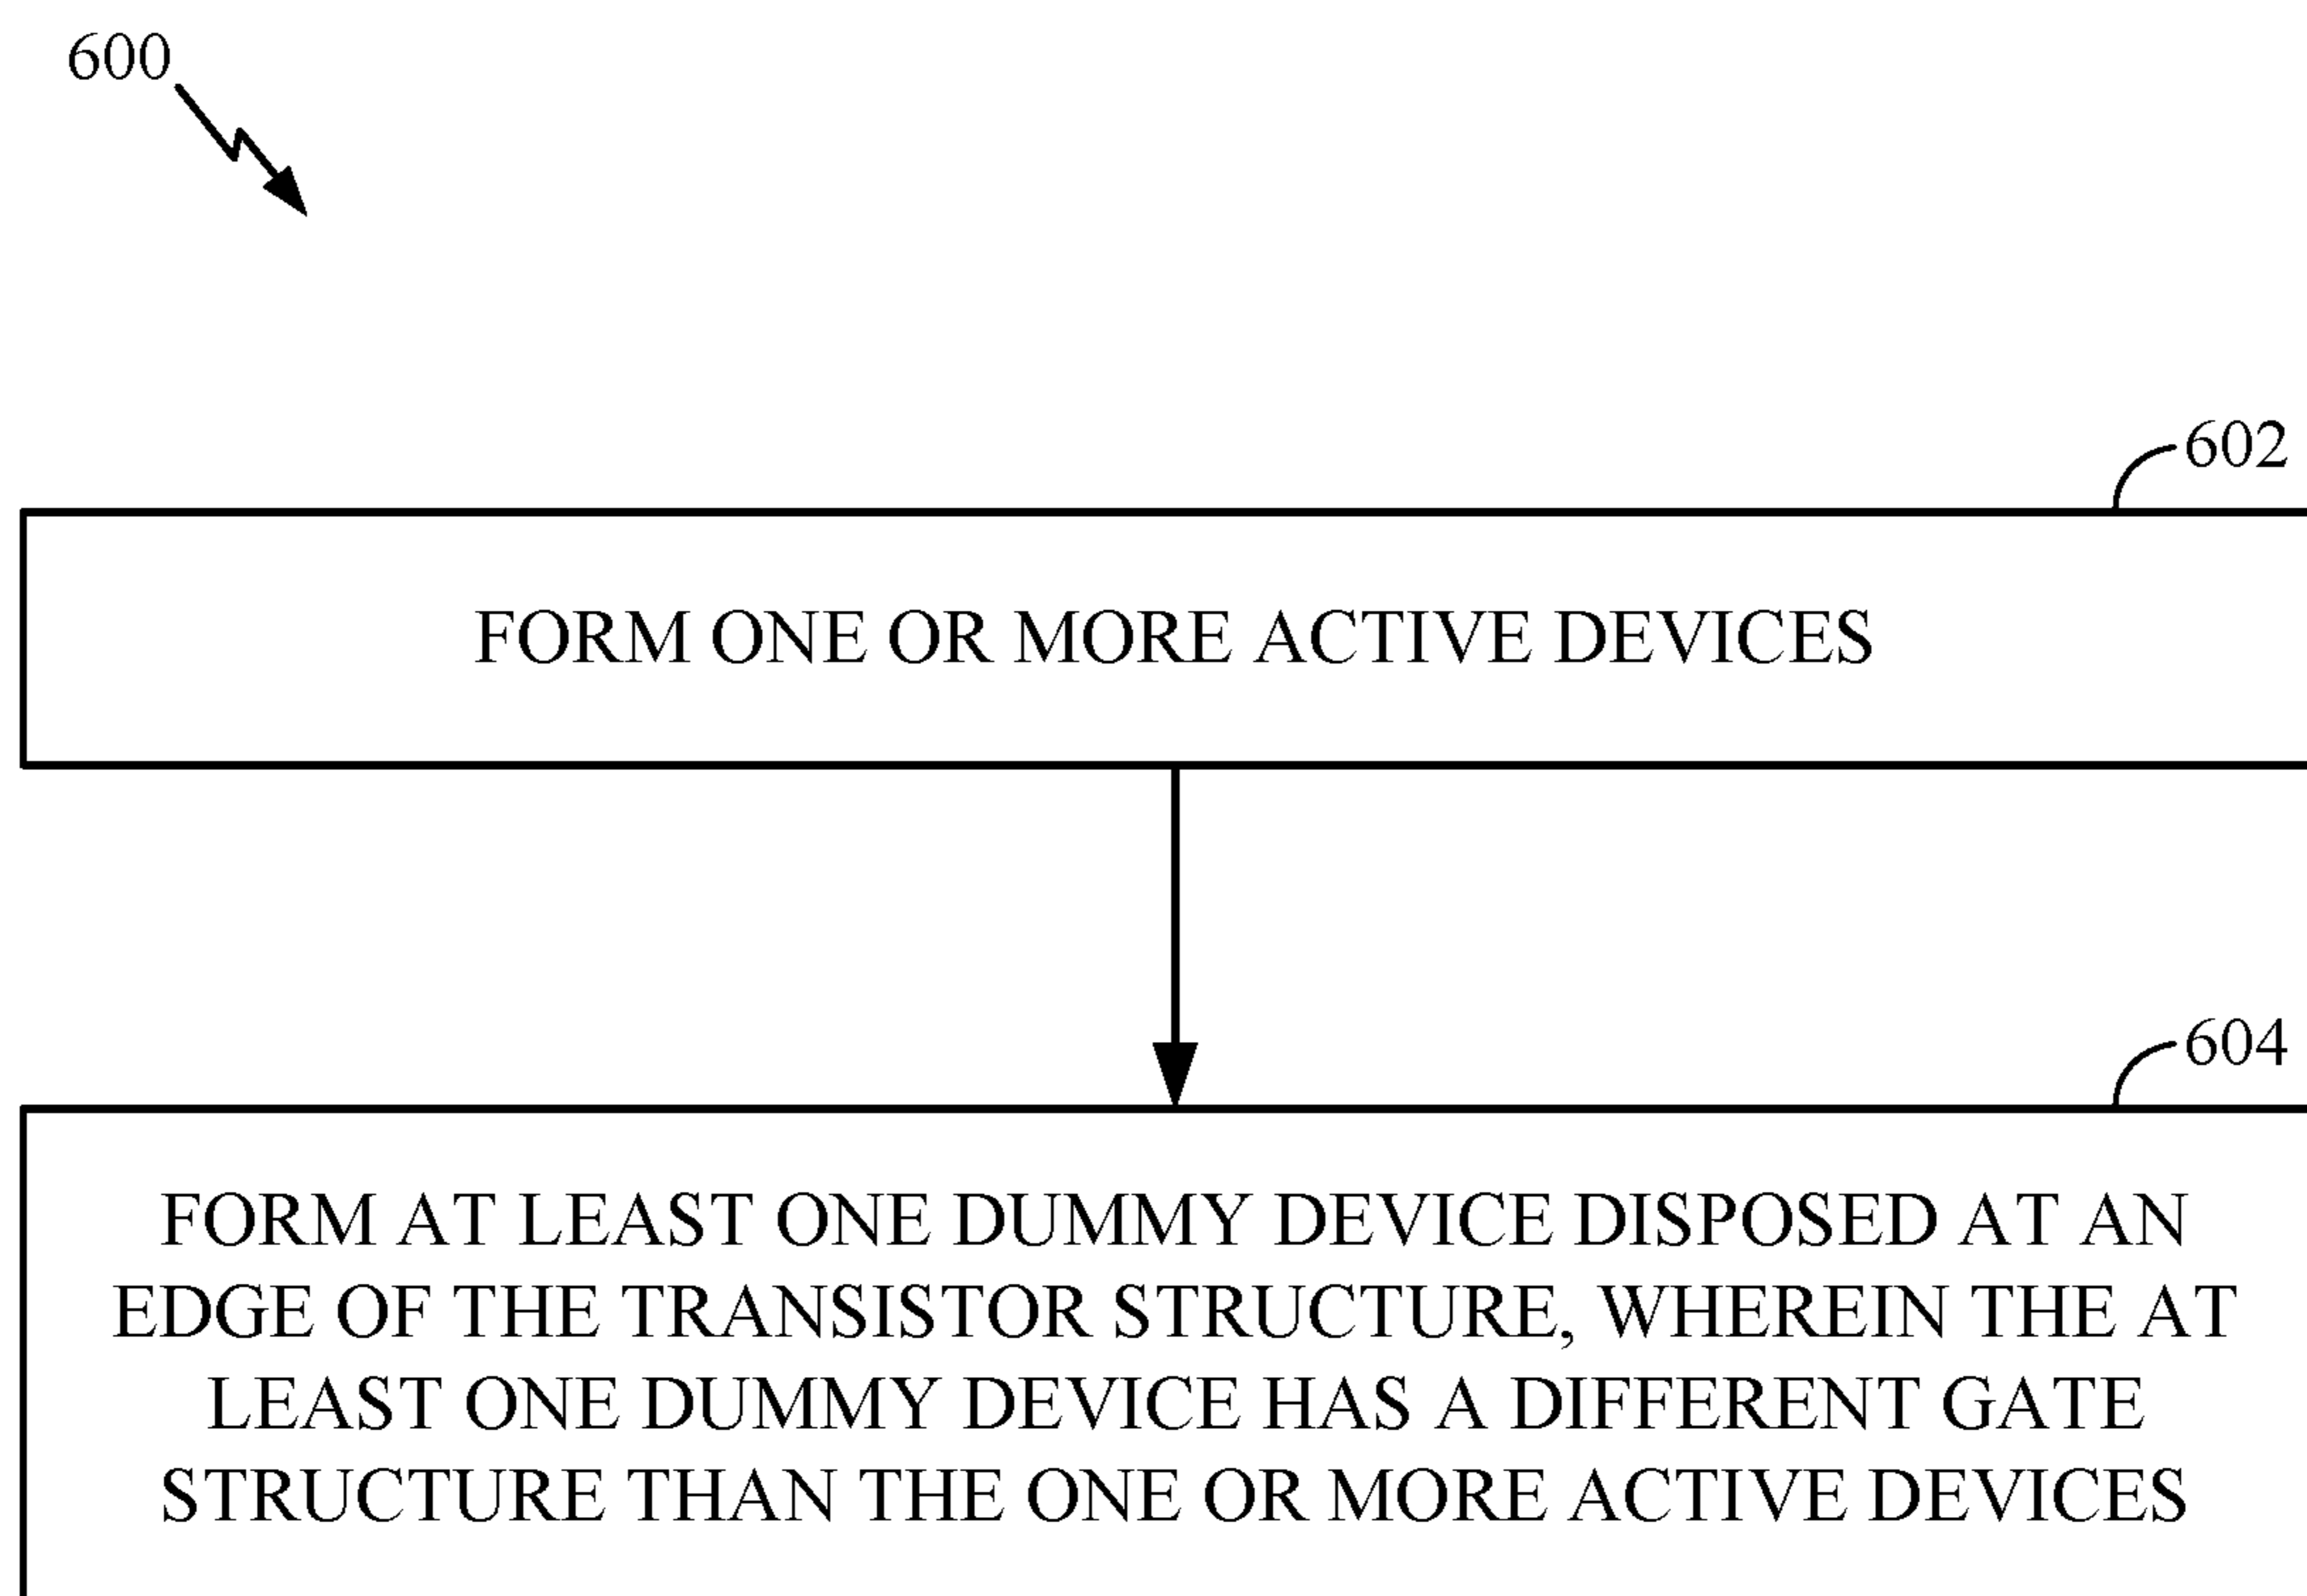 600
602
FORM ONE OR MORE ACTIVE DEVICES
604
FORM AT LEAST ONE DUMMY DEVICE DISPOSED AT AN
EDGE OF THE TRANSISTOR STRUCTURE, WHEREIN THE AT
LEAST ONE DUMMY DEVICE HAS A DIFFERENT GATE
STRUCTURE THAN THE ONE OR MORE ACTIVE DEVICES